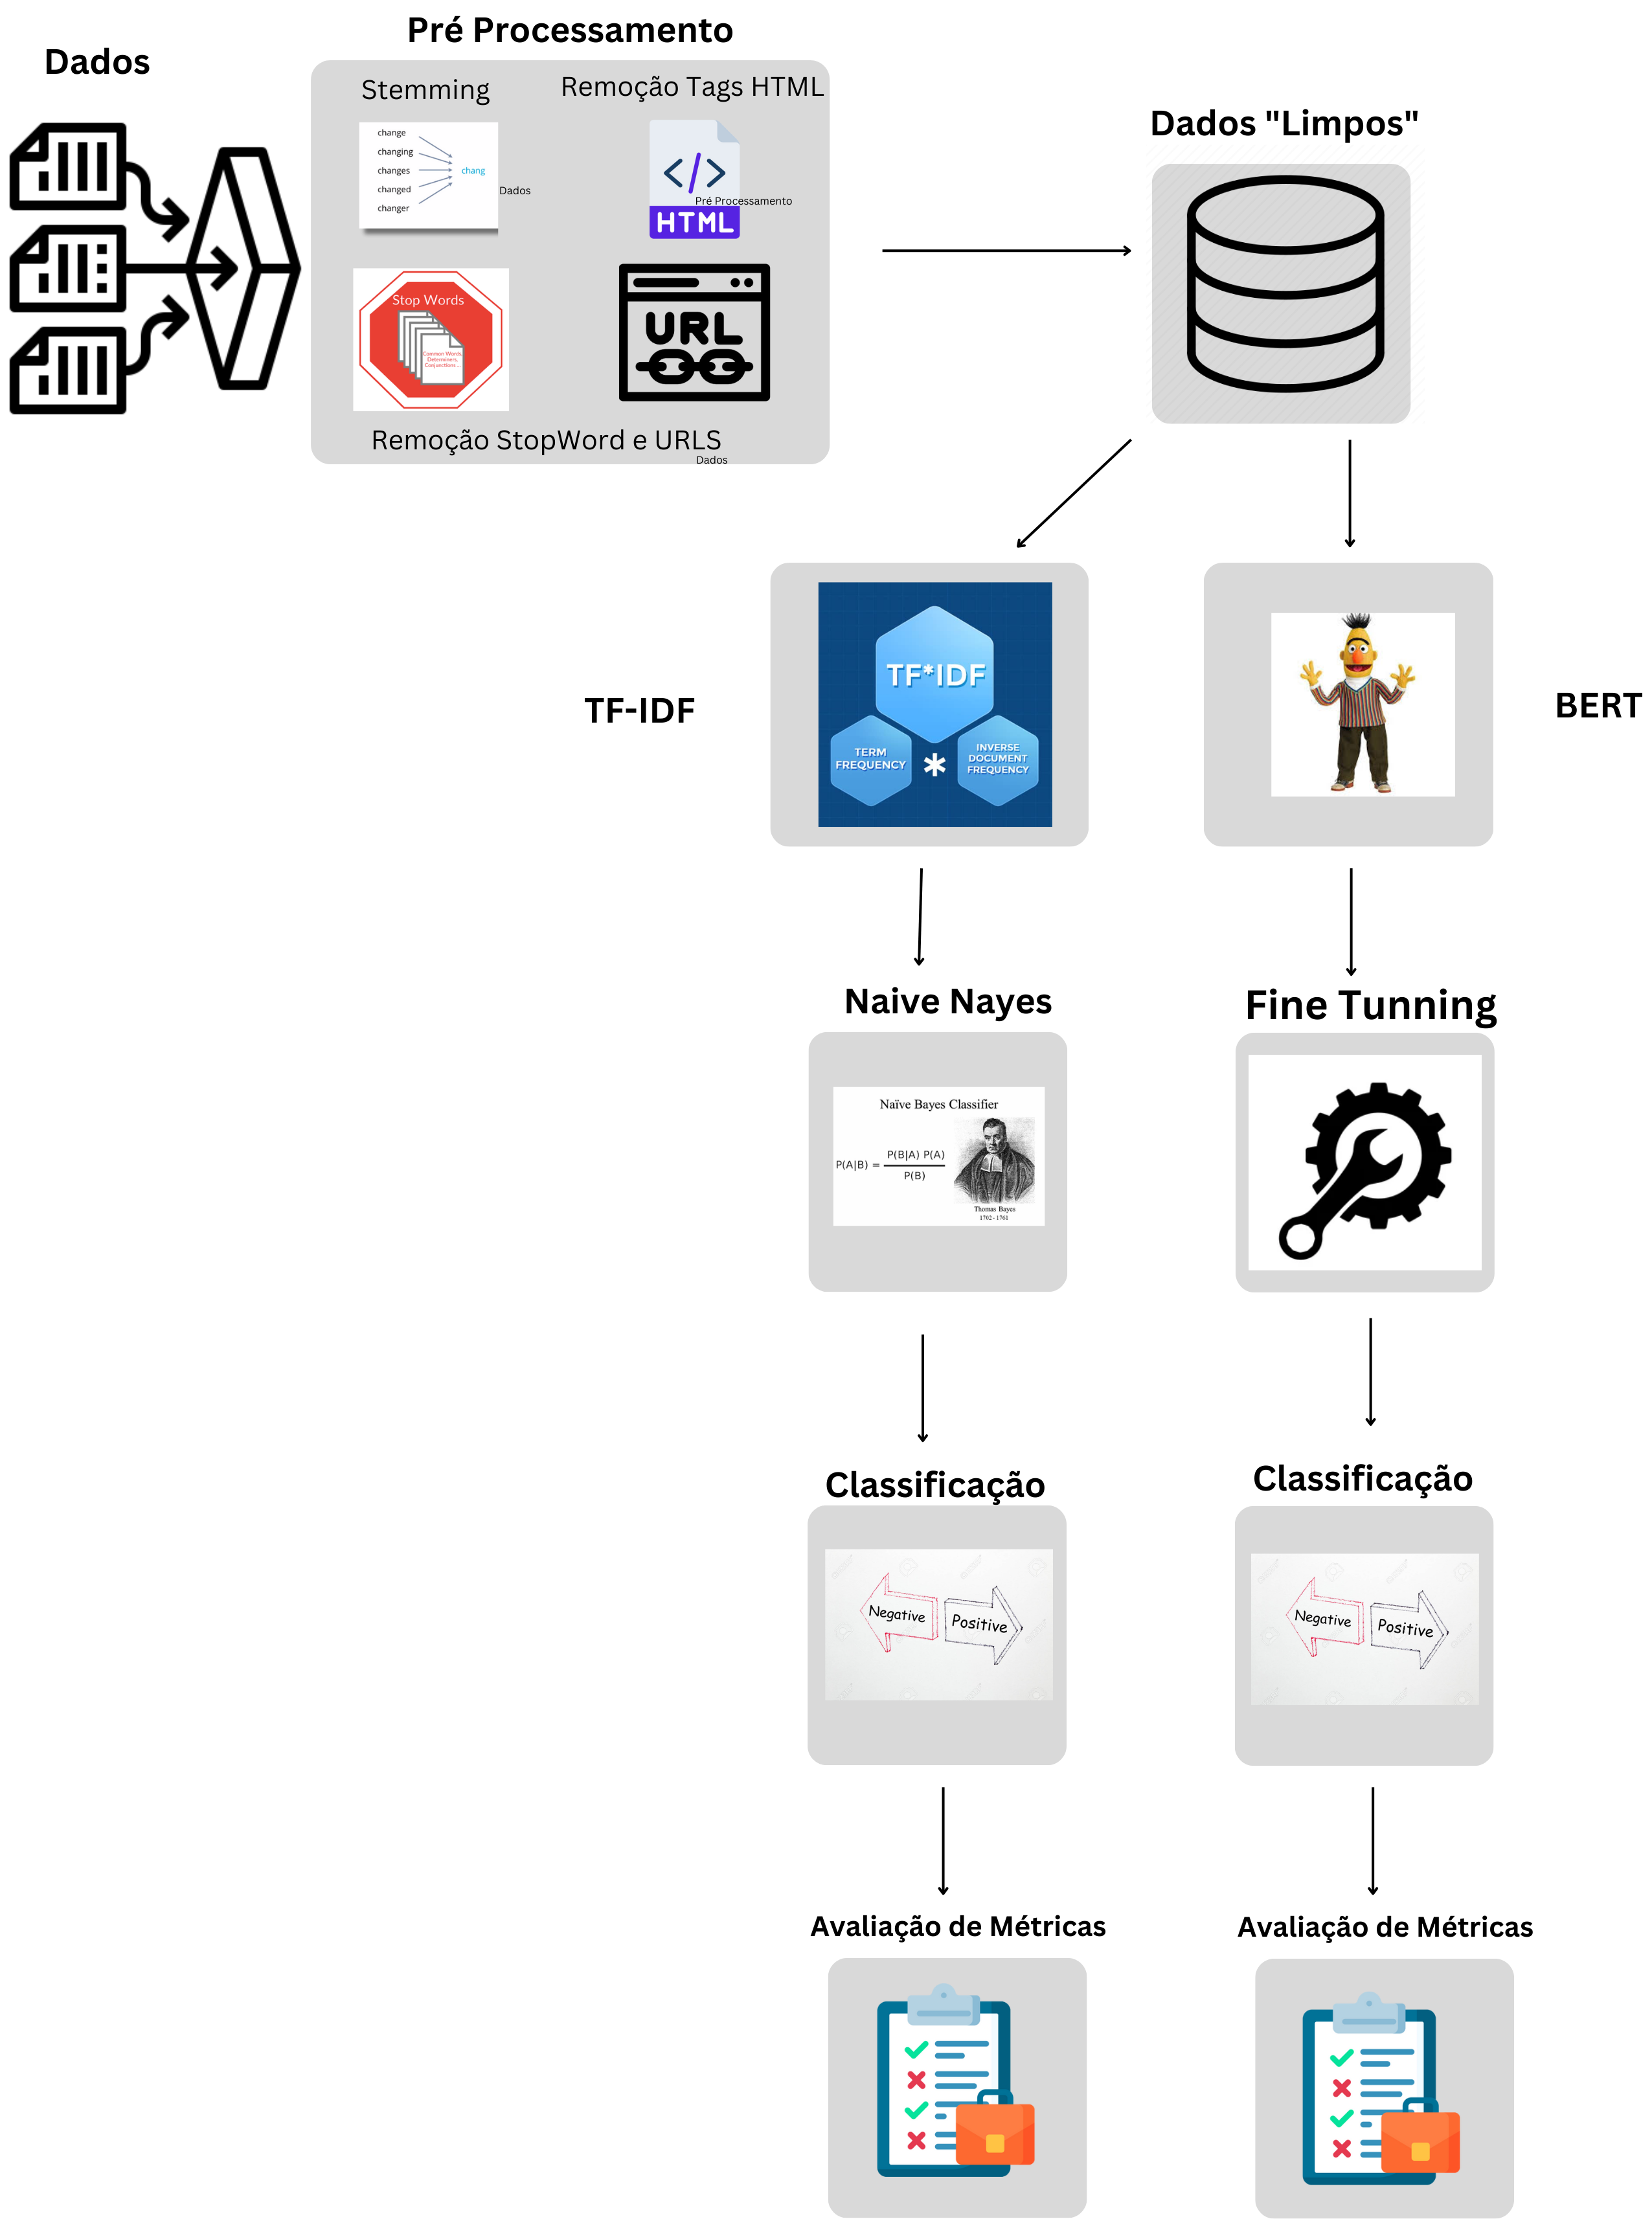 Pré Processamento
Dados
Stemming
Remoção Tags HTML
change
changing
changes
changed
changer
chang
Dados
</>
Pré Processamento
HTML
Stop Words
Common Words,
Determiners,
Conjunctions ...
URL
Remoção StopWord e URLS
Dados
Dados "Limpos"
TF-IDF
TF*IDF
TERM
FREQUENCY
*
INVERSE
DOCUMENT
FREQUENCY
BERT
Naive Nayes
Naïve Bayes Classifier
P(A|B) = P(B|A) P(A)
P(B)
Thomas Bayes
1702 - 1761
Fine Tunning
Classificação
Negative
Positive
Classificação
Negative
Positive
Avaliação de Métricas
Avaliação de Métricas